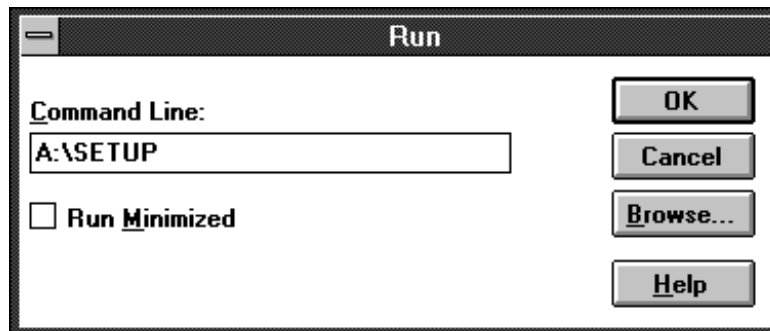 Run
Command Line:
A:\SETUP
Run Minimized
OK
Cancel
Browse...
Help